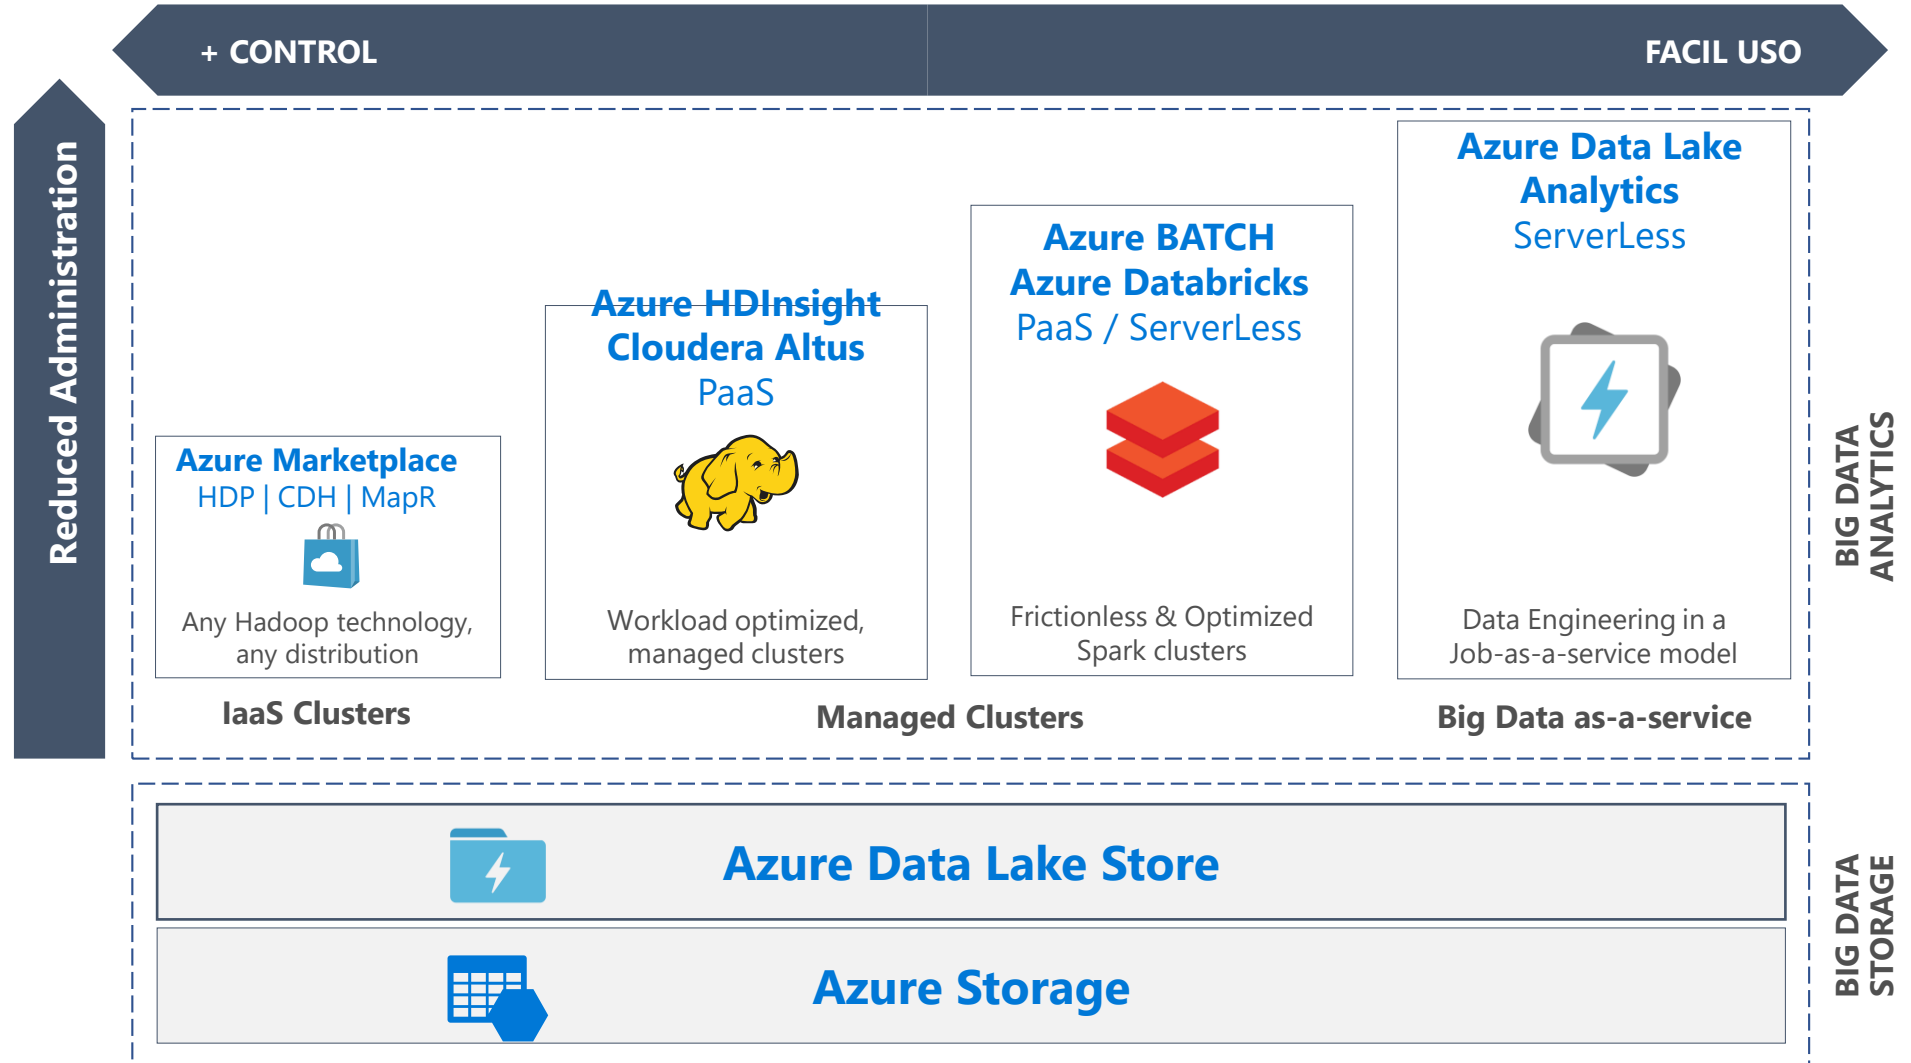 + CONTROL
FACIL USO
Reduced Administration
Azure Marketplace
HDP | CDH | MapR
Any Hadoop technology,
any distribution
IaaS Clusters
Azure HDInsight
Cloudera Altus
PaaS
Workload optimized,
managed clusters
Azure BATCH
Azure Databricks
PaaS / ServerLess
Frictionless & Optimized
Spark clusters
Managed Clusters
Azure Data Lake
Analytics
ServerLess
Data Engineering in a
Job-as-a-service model
Big Data as-a-service
BIG DATA
ANALYTICS
Azure Data Lake Store
Azure Storage
BIG DATA
STORAGE